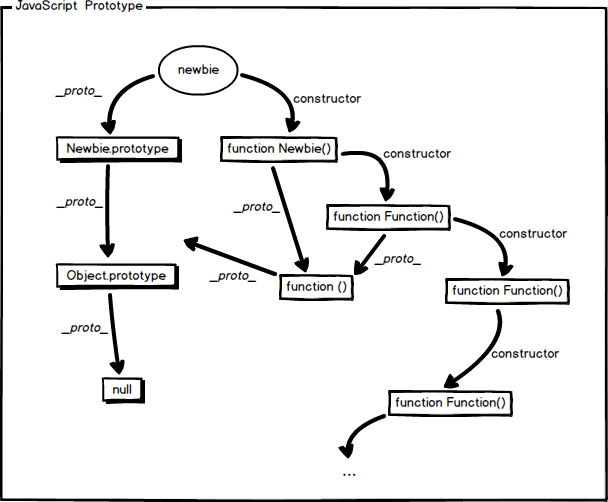 JavaScript Prototype
newbie
_proto_
constructor
Newbie.prototype
function Newbie()
constructor
_proto_
_proto_
function Function()
constructor
Object.prototype
_proto_
_proto_
function ()
function Function()
_proto_
constructor
null
function Function()
...